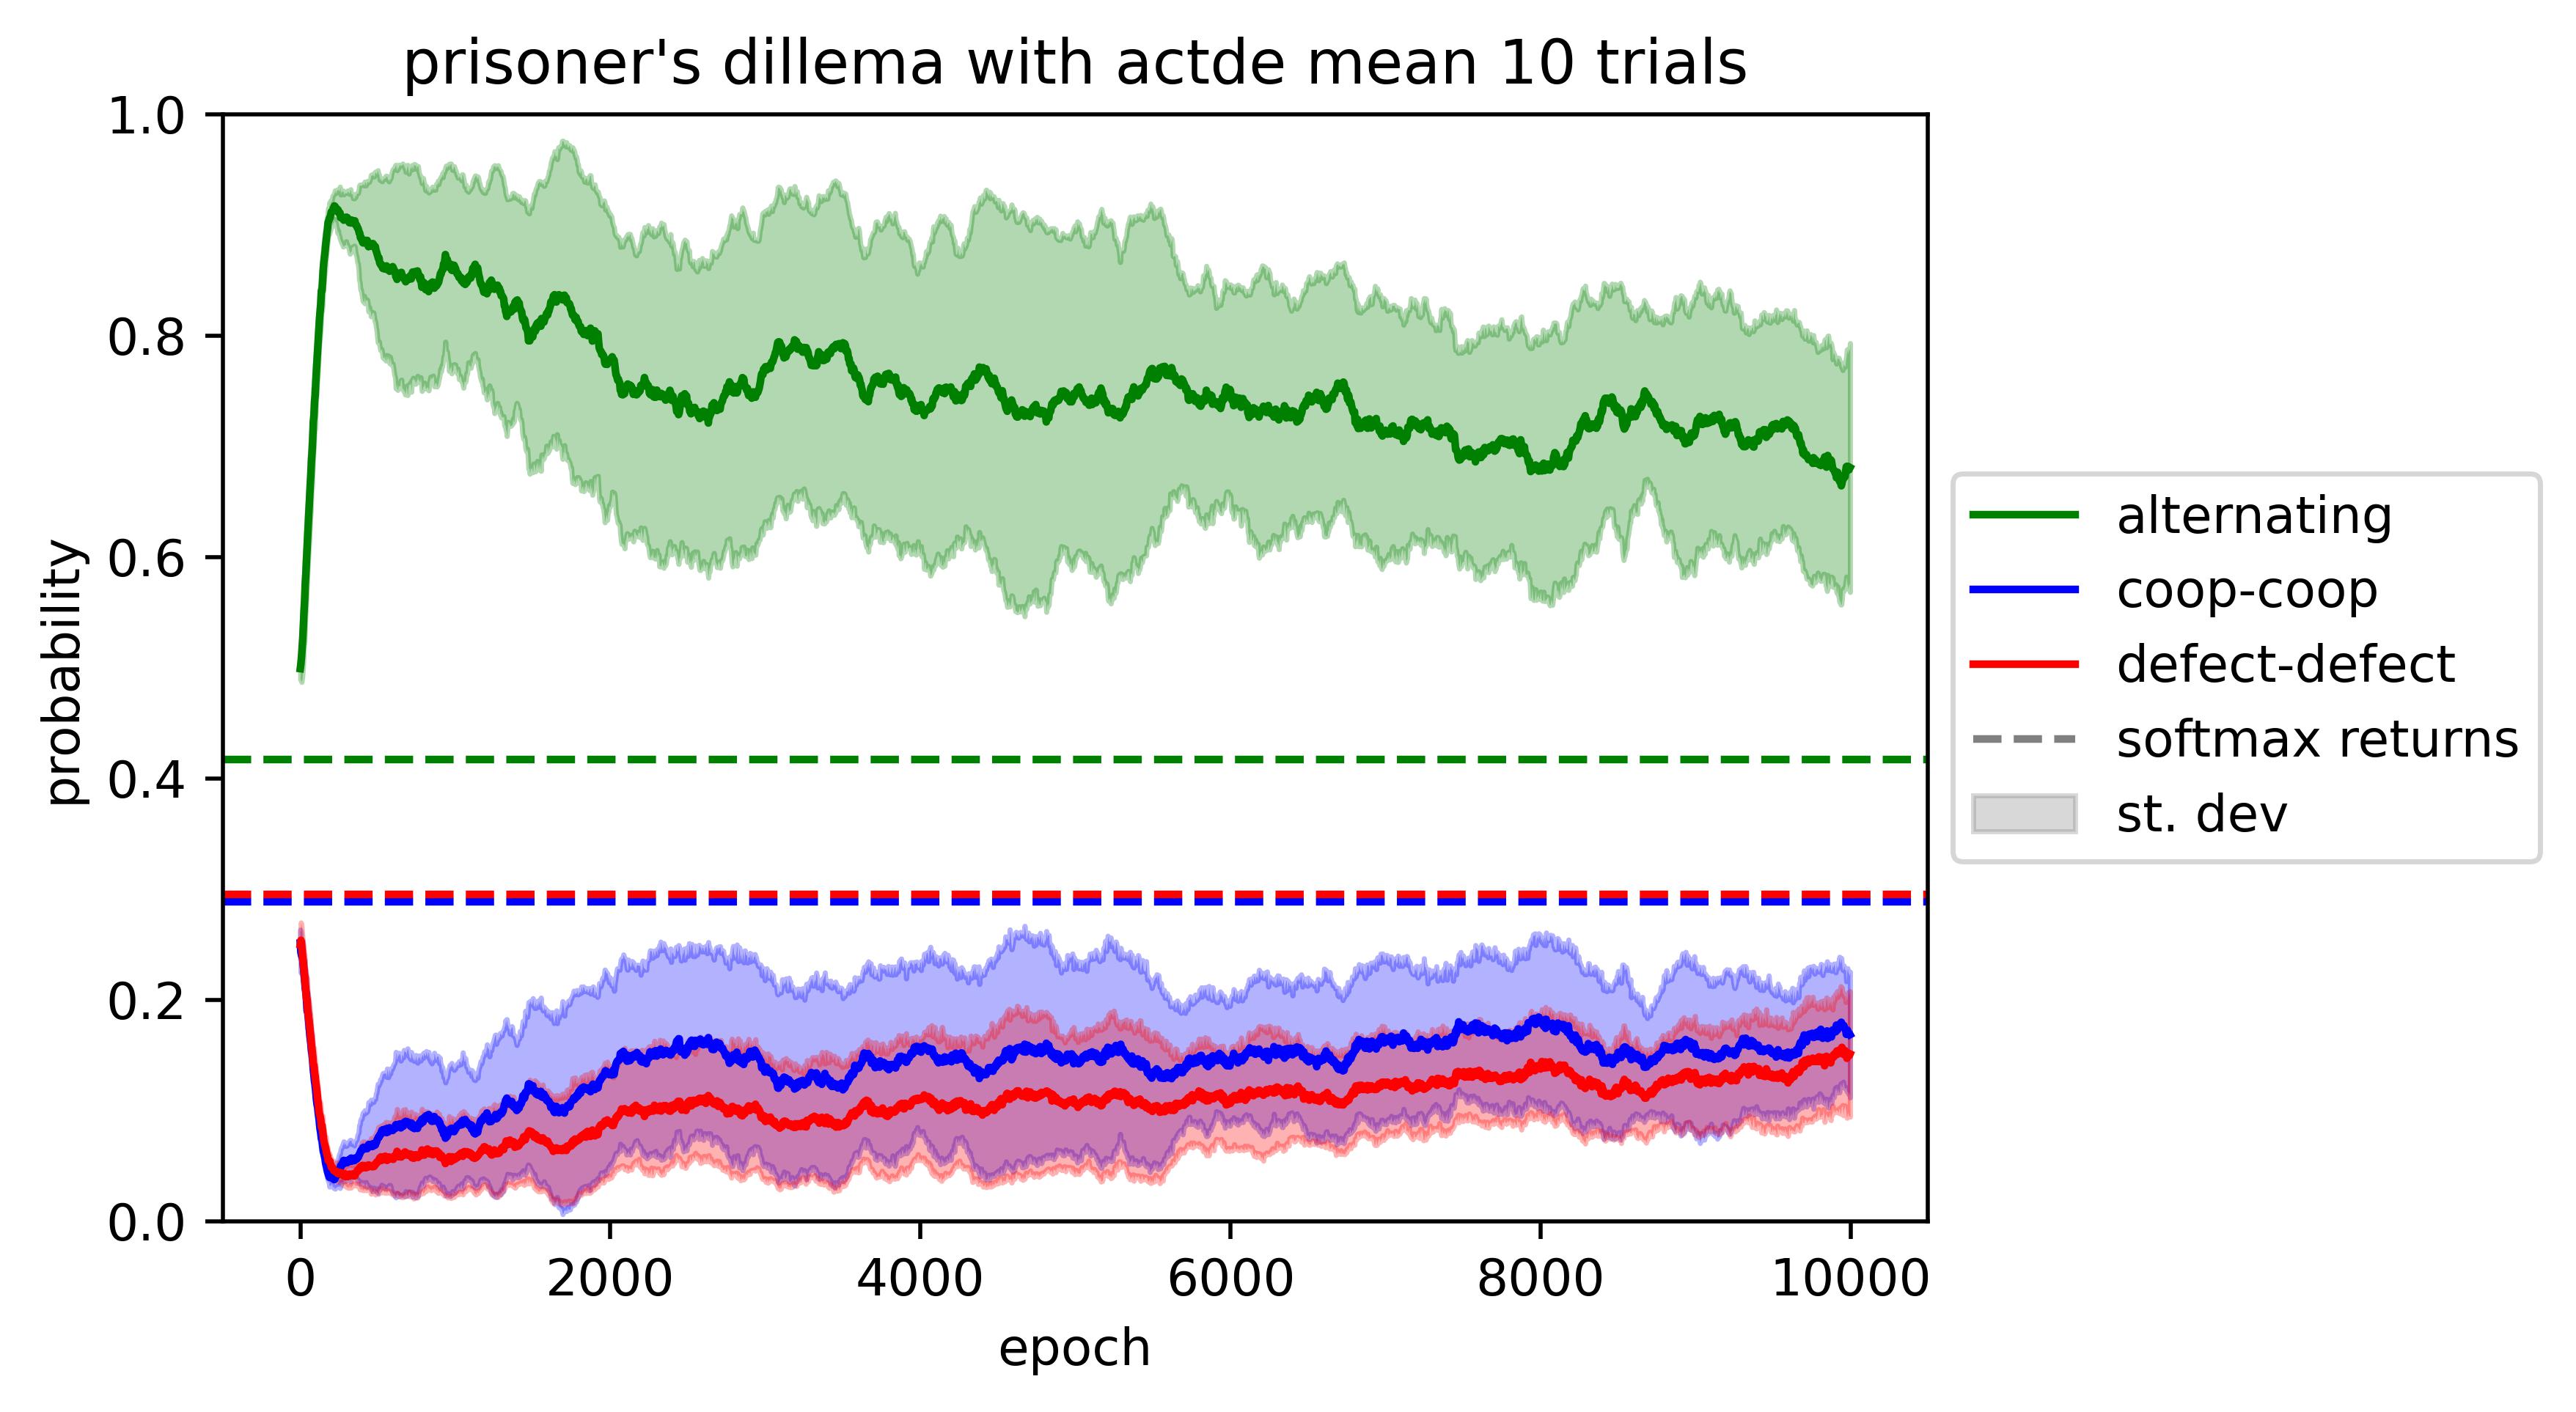 prisoner's dillema with actde mean 10 trials
1.0
0.8
0.6
0.4
0.2
0.0
probability
0
2000
4000
6000
8000
10000
epoch
alternating
coop-coop
defect-defect
softmax returns
st. dev